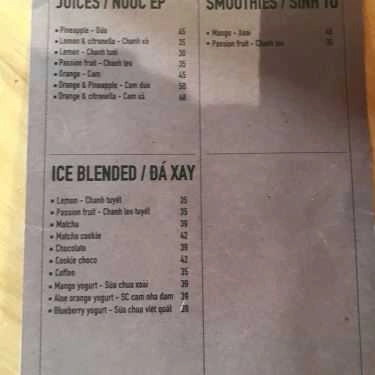 JUICES / NƯỚC ÉP
• Pineapple - Dứa 45
• Lemon & citronella - Chanh xả 35
• Lemon - Chanh tươi 30
• Passion fruit - Chanh leo 35
• Orange - Cam 45
• Orange & Pineapple - Cam dứa 50
• Orange & citronella - Cam xả
SMOOTHIES / SINH TỐ
• Mango - Xoài
• Passion fruit - Chanh leo
ICE BLENDED / ĐÁ XAY
• Lemon - Chanh tuyết 35
• Passion fruit - Chanh leo tuyết 35
• Matcha 39
• Matcha cookie 42
• Chocolate 39
• Cookie choco 42
• Coffee 35
• Mango yogurt - Sữa chua xoài 39
• Aloe orange yogurt - SC cam nha đam 39
• Blueberry yogurt - Sữa chua việt quất 39